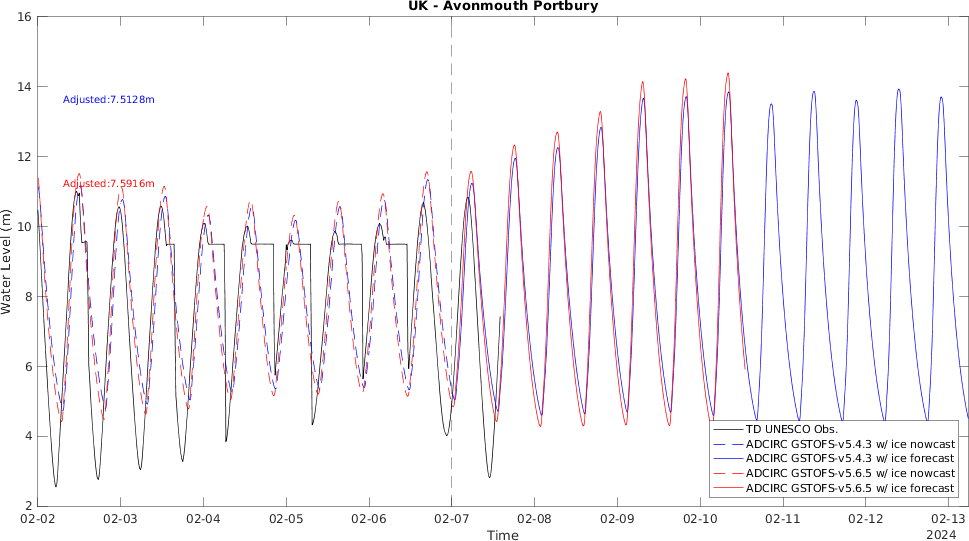 UK - Avonmouth Portbury
16
14
12
10
8
6
4
2
Water Level (m)
Adjusted:7.5128m
Adjusted:7.5916m
TD UNESCO Obs.
ADCIRC GSTOFS-v5.4.3 w/ ice nowcast
ADCIRC GSTOFS-v5.4.3 w/ ice forecast
ADCIRC GSTOFS-v5.6.5 w/ ice nowcast
ADCIRC GSTOFS-v5.6.5 w/ ice forecast
02-02 02-03 02-04 02-05 02-06 02-07 02-08 02-09 02-10 02-11 02-12 02-13
Time
2024